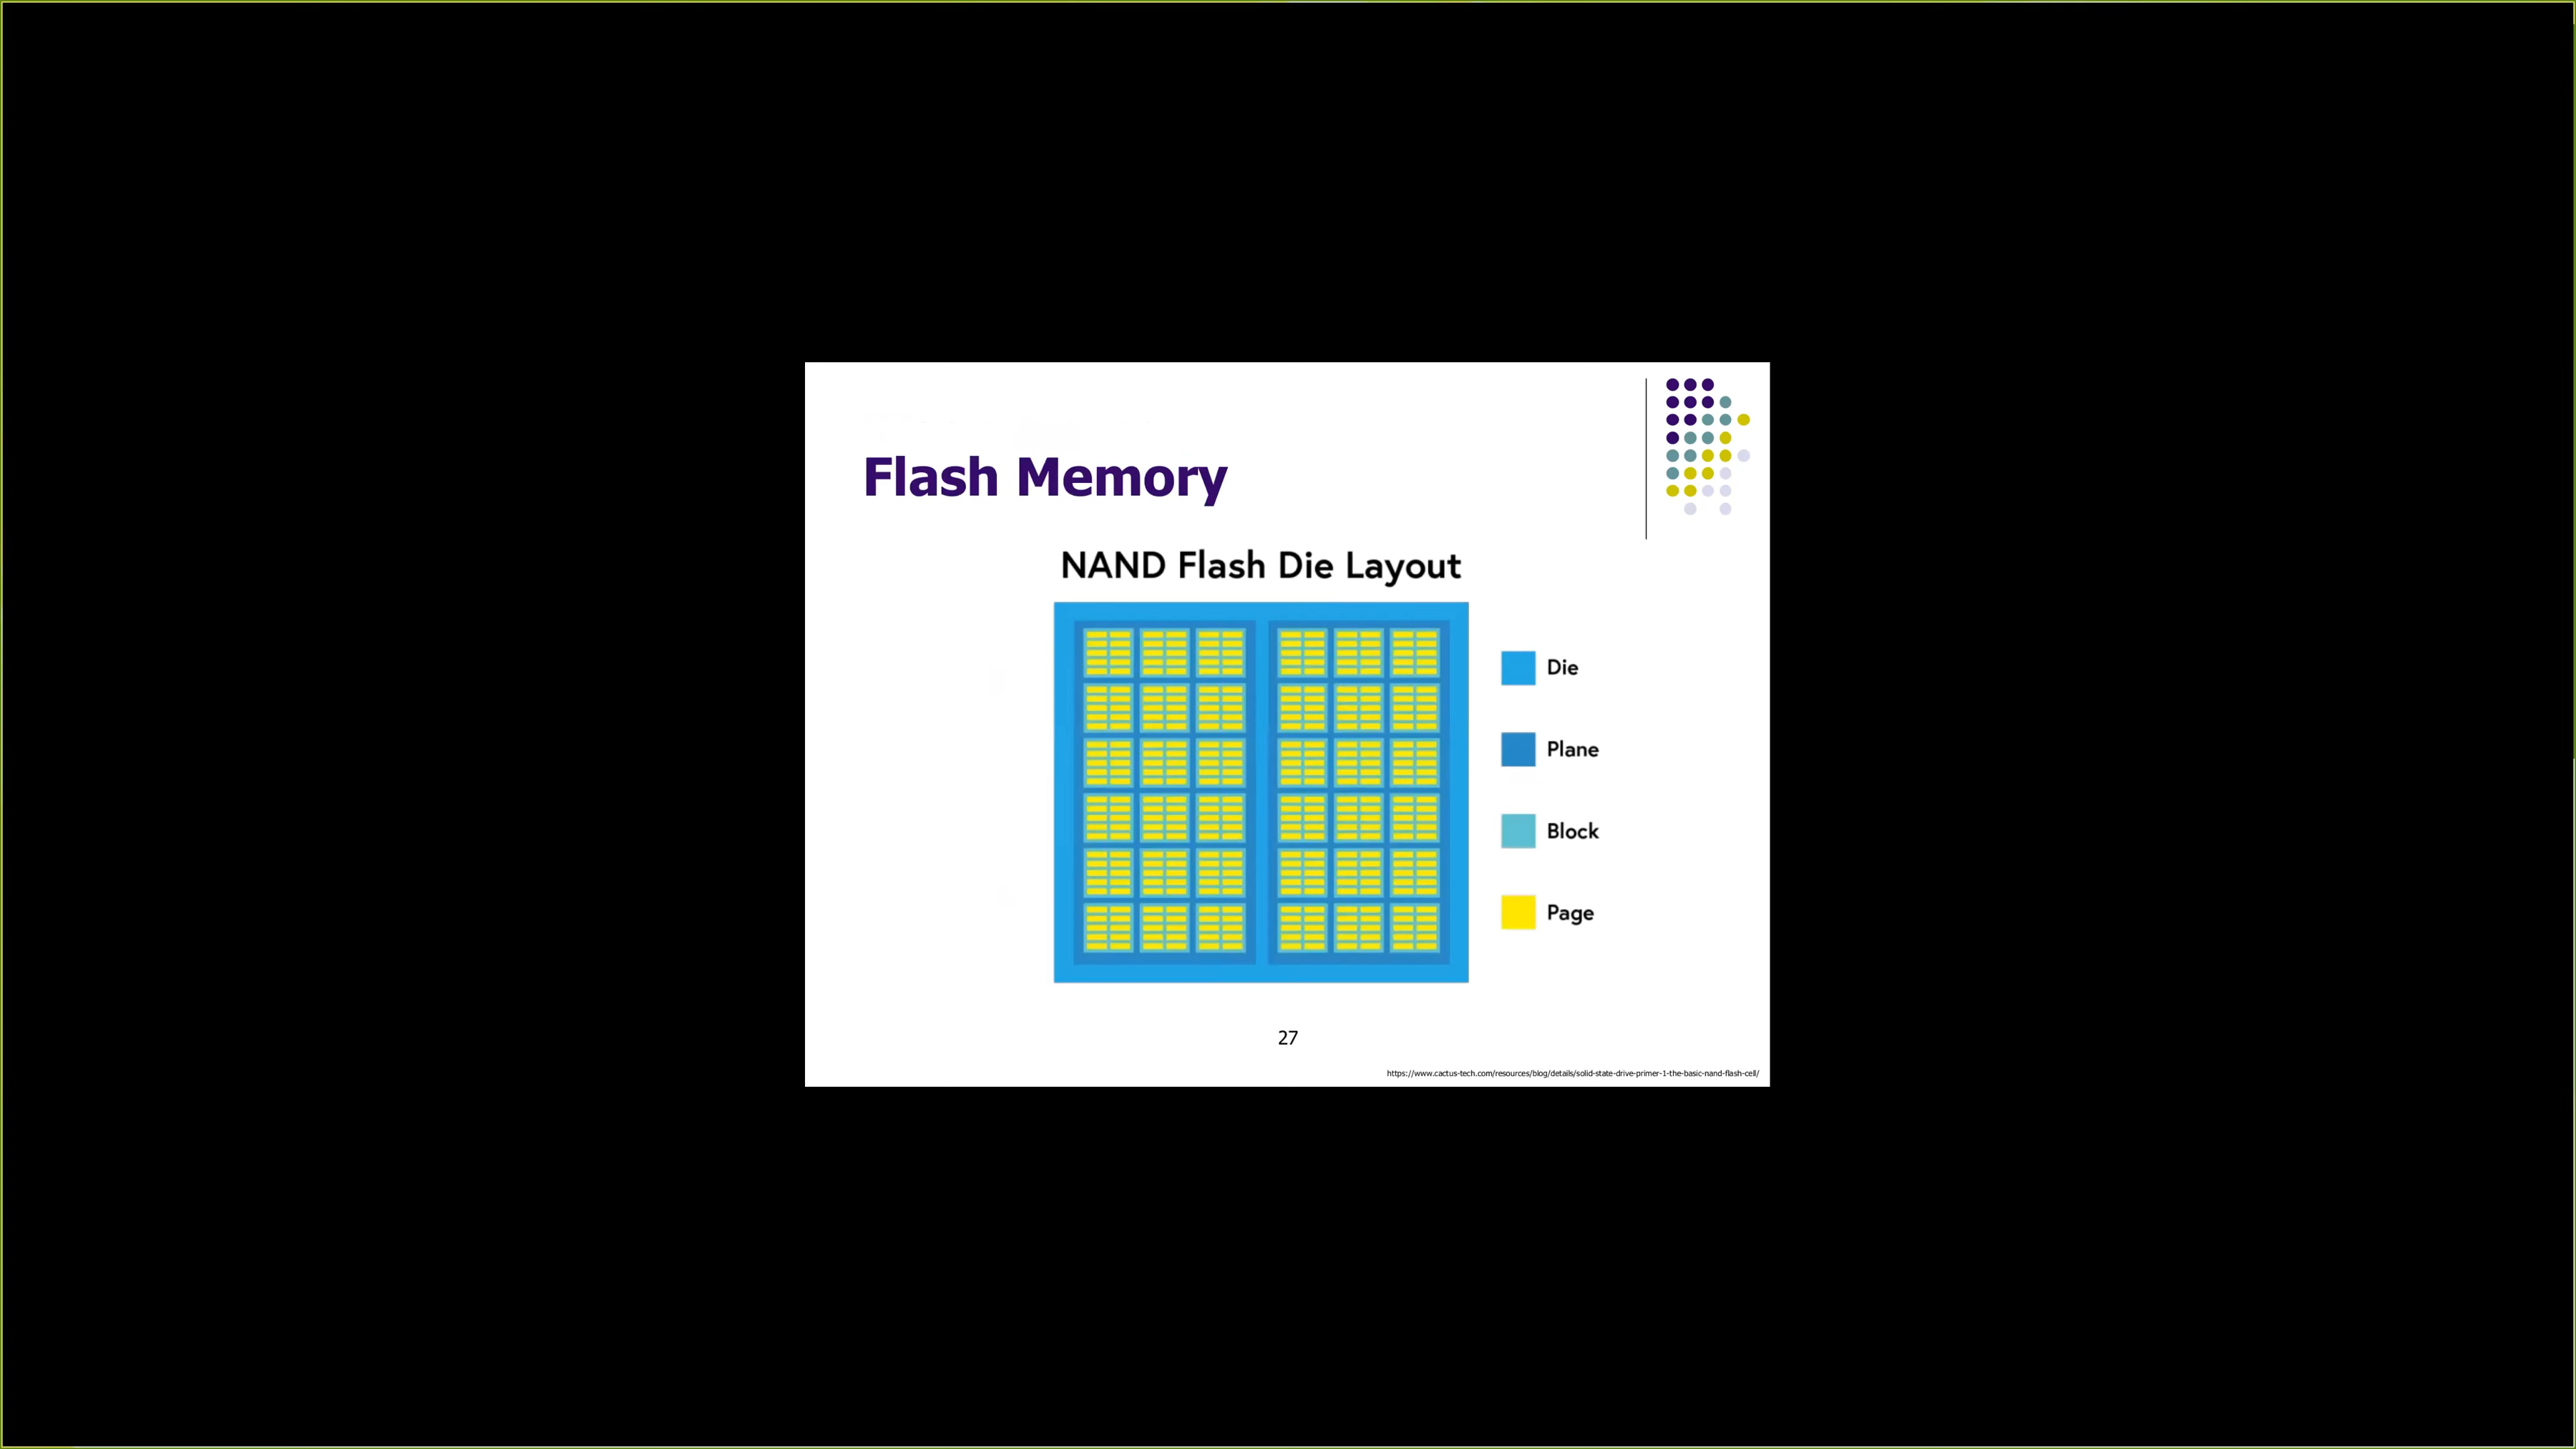 Flash Memory
NAND Flash Die Layout
Die
Plane
Block
Page
27
https://www.cactus-tech.com/resources/blog/details/solid-state-drive-primer-1-the-basic-nand-flash-cell/